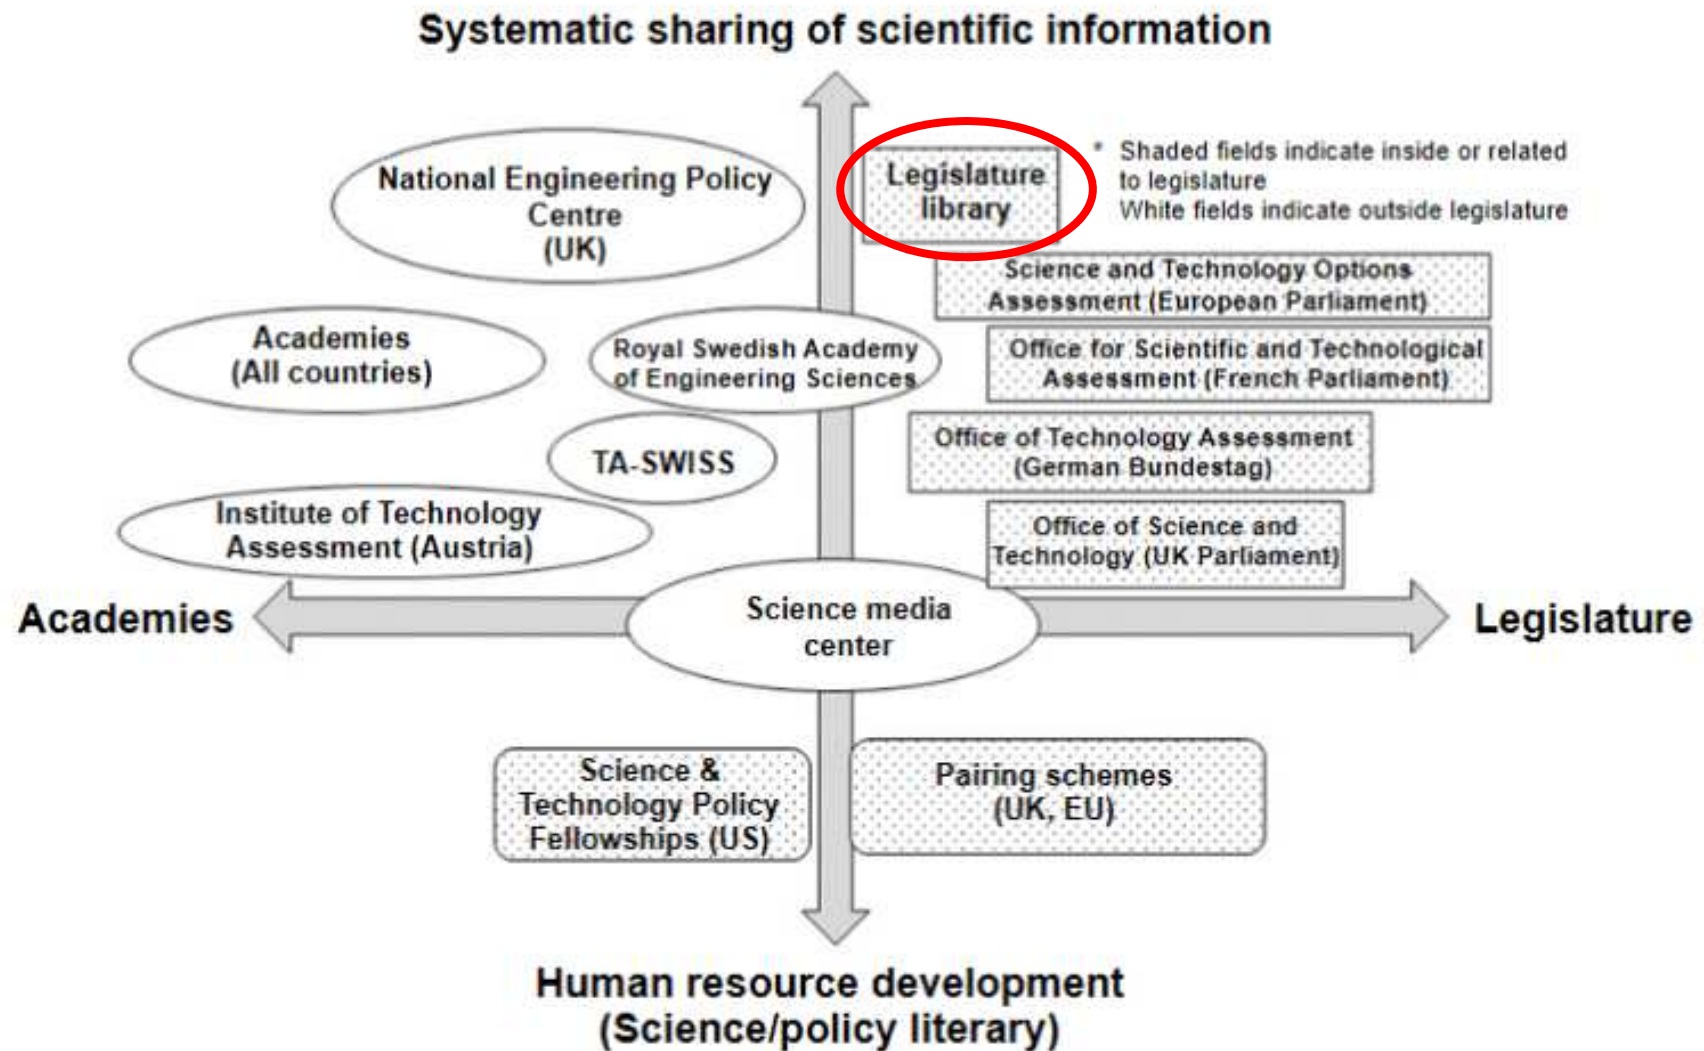 Systematic sharing of scientific information
National Engineering Policy
Centre
(UK)
Legislature
library
* Shaded fields indicate inside or related
to legislature
White fields indicate outside legislature
Science and Technology Options
Assessment (European Parliament)
Academies
(All countries)
Royal Swedish Academy
of Engineering Sciences
Office for Scientific and Technological
Assessment (French Parliament)
TA-SWISS
Office of Technology Assessment
(German Bundestag)
Institute of Technology
Assessment (Austria)
Office of Science and
Technology (UK Parliament)
Academies
Science media
center
Legislature
Science &
Technology Policy
Fellowships (US)
Pairing schemes
(UK, EU)
Human resource development
(Science/policy literary)